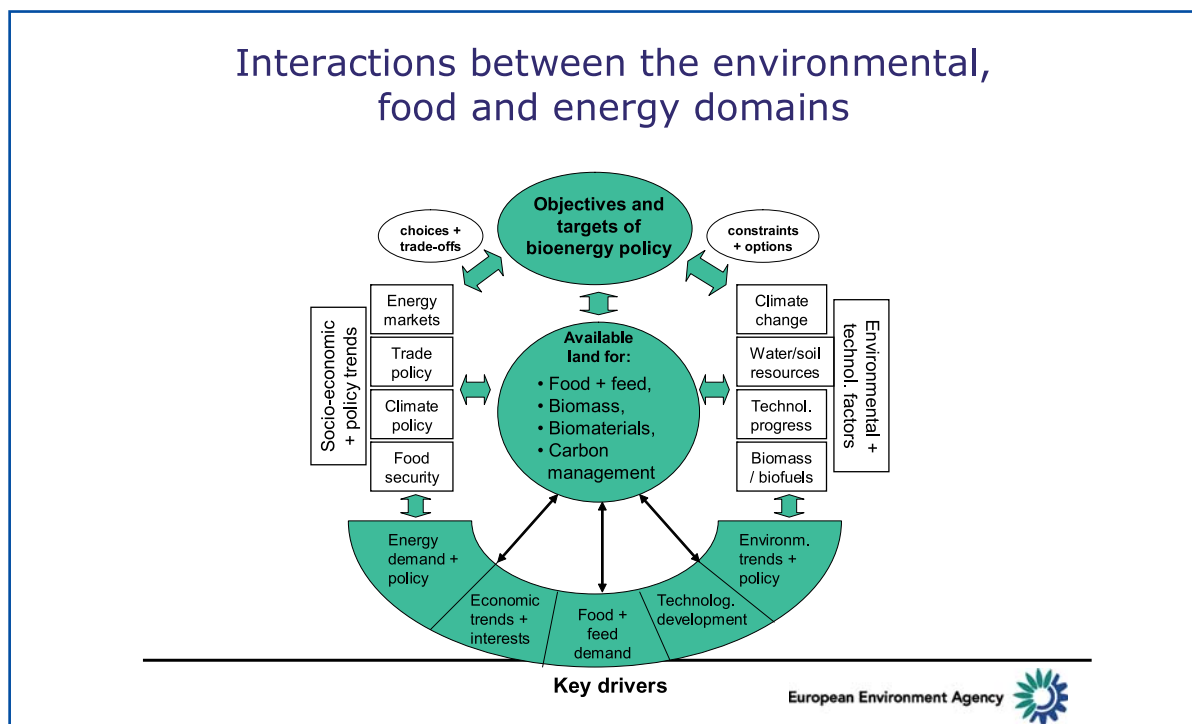 Interactions between the environmental,
food and energy domains
Objectives and
targets of
bioenergy policy
choices +
trade-offs
constraints
+ options
Socio-economic
+ policy trends
Energy
markets
Trade
policy
Climate
policy
Food
security
Available
land for:
• Food + feed,
• Biomass,
• Biomaterials,
• Carbon
management
Climate
change
Water/soil
resources
Technol.
progress
Biomass
/ biofuels
Environmental +
technol. factors
Energy
demand +
policy
Economic
trends +
interests
Food +
feed
demand
Technolog.
development
Environm.
trends +
policy
Key drivers
European Environment Agency